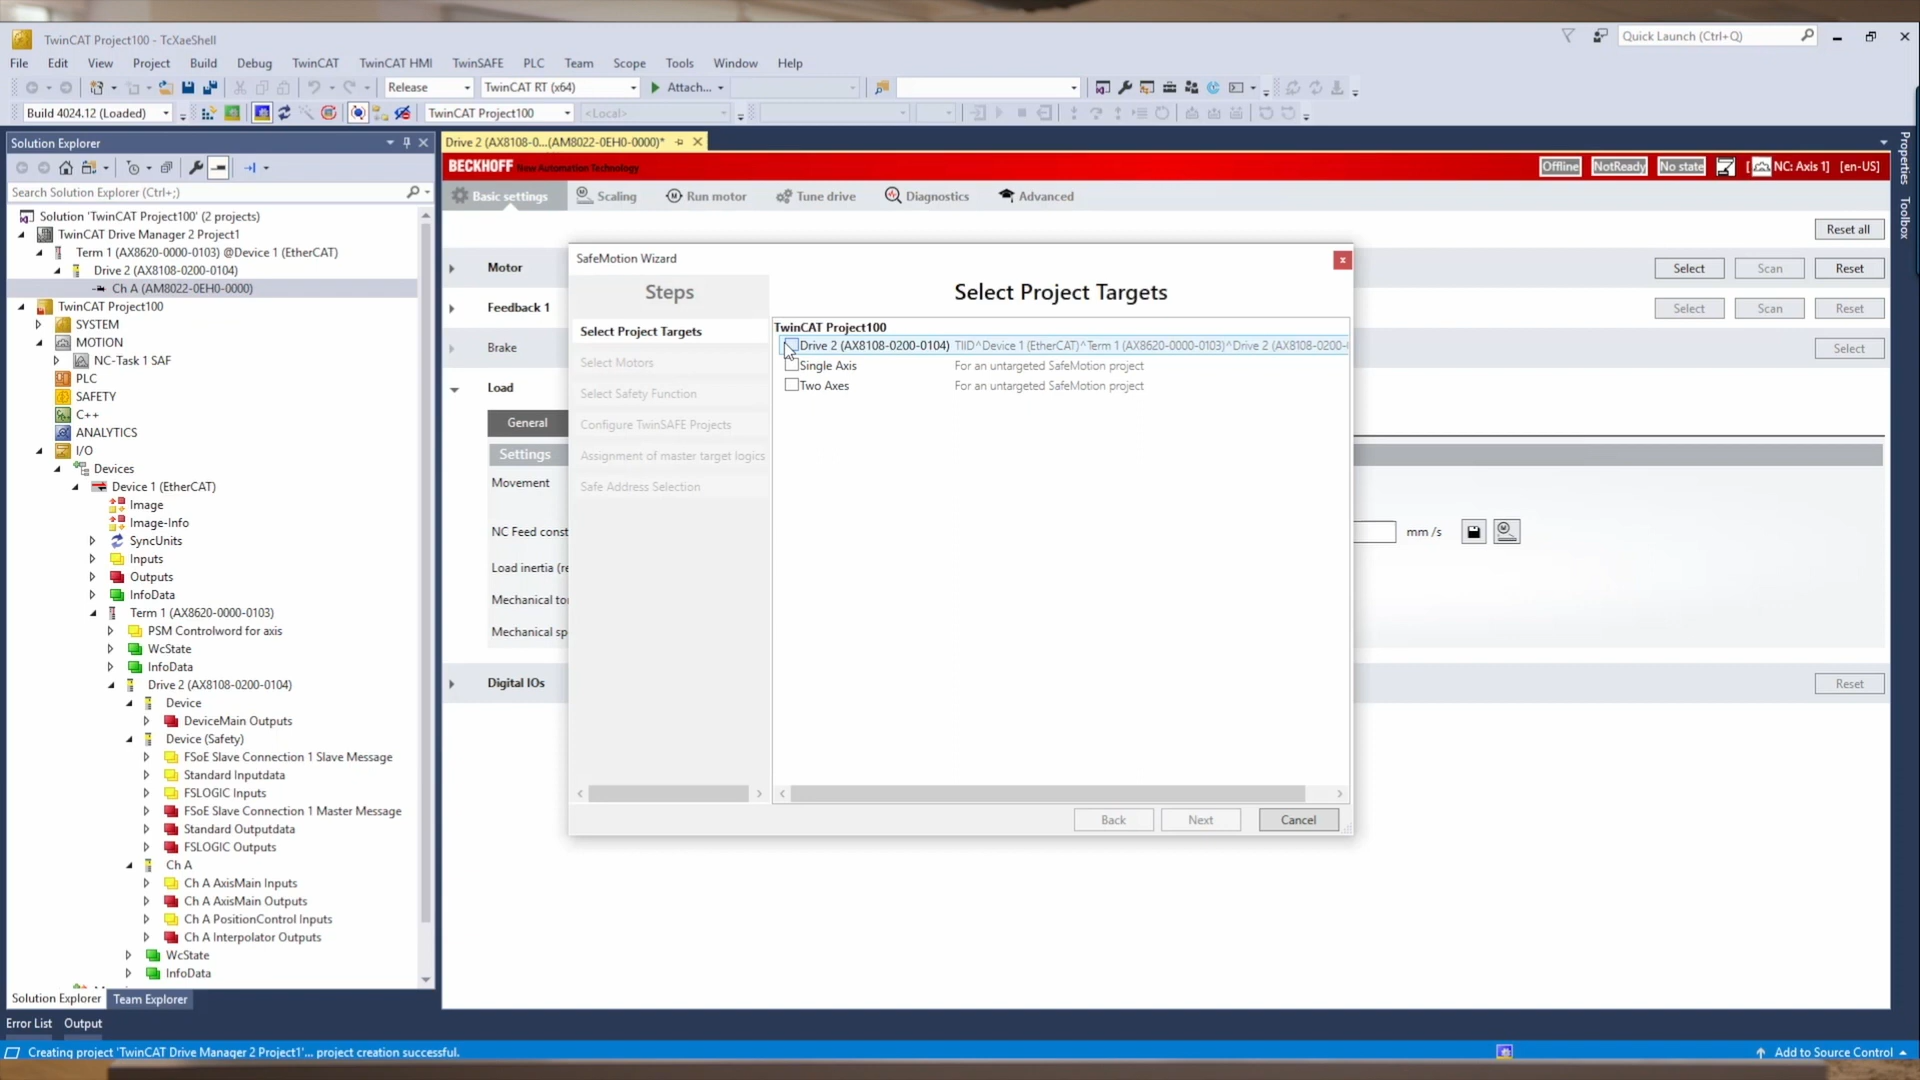 TwinCAT Project100 - TcXaeShell
Quick Launch (Ctrl+Q)
File Edit View Project Build Debug TwinCAT TwinCAT HMI TwinSAFE PLC Team Scope Tools Window Help
Release TwinCAT RT (x64) Attach...
Build 4024.12 (Loaded) TwinCAT Project100 <Local>
Solution Explorer
Search Solution Explorer (Ctrl+;)
Solution 'TwinCAT Project100' (2 projects)
TwinCAT Drive Manager 2 Project1
Term 1 (AX8620-0000-0103) @Device 1 (EtherCAT)
Drive 2 (AX8108-0200-0104)
Ch A (AM8022-0EH0-0000)
TwinCAT Project100
SYSTEM
MOTION
NC-Task 1 SAF
PLC
SAFETY
C++
ANALYTICS
I/O
Devices
Device 1 (EtherCAT)
Image
Image-Info
SyncUnits
Inputs
Outputs
InfoData
Term 1 (AX8620-0000-0103)
PSM Controlword for axis
WcState
InfoData
Drive 2 (AX8108-0200-0104)
Device
DeviceMain Outputs
Device (Safety)
FSoE Slave Connection 1 Slave Message
Standard Inputdata
FSLOGIC Inputs
FSoE Slave Connection 1 Master Message
Standard Outputdata
FSLOGIC Outputs
Ch A
Ch A AxisMain Inputs
Ch A AxisMain Outputs
Ch A PositionControl Inputs
Ch A Interpolator Outputs
WcState
InfoData
Solution Explorer Team Explorer
Drive 2 (AX8108-0...(AM8022-0EH0-0000)*
BECKHOFF New Automation Technology
Offline NotReady No state [ NC: Axis 1] [en-US]
Basic settings Scaling Run motor Tune drive Diagnostics Advanced
Reset all
Motor Select Scan Reset
Feedback 1 Select Scan Reset
Brake Select
Load
General
Settings
Movement
NC Feed const
mm /s
Load inertia (re
Mechanical to
Mechanical sp
Digital IOs Reset
SafeMotion Wizard
x
Steps
Select Project Targets
Select Motors
Select Safety Function
Configure TwinSAFE Projects
Assignment of master target logics
Safe Address Selection
Select Project Targets
TwinCAT Project100
Drive 2 (AX8108-0200-0104) TIID^Device 1 (EtherCAT)^Term 1 (AX8620-0000-0103)^Drive 2 (AX8108-0200-
Single Axis For an untargeted SafeMotion project
Two Axes For an untargeted SafeMotion project
Back Next Cancel
Properties
Toolbox
Error List Output
Creating project 'TwinCAT Drive Manager 2 Project1'... project creation successful.
Add to Source Control